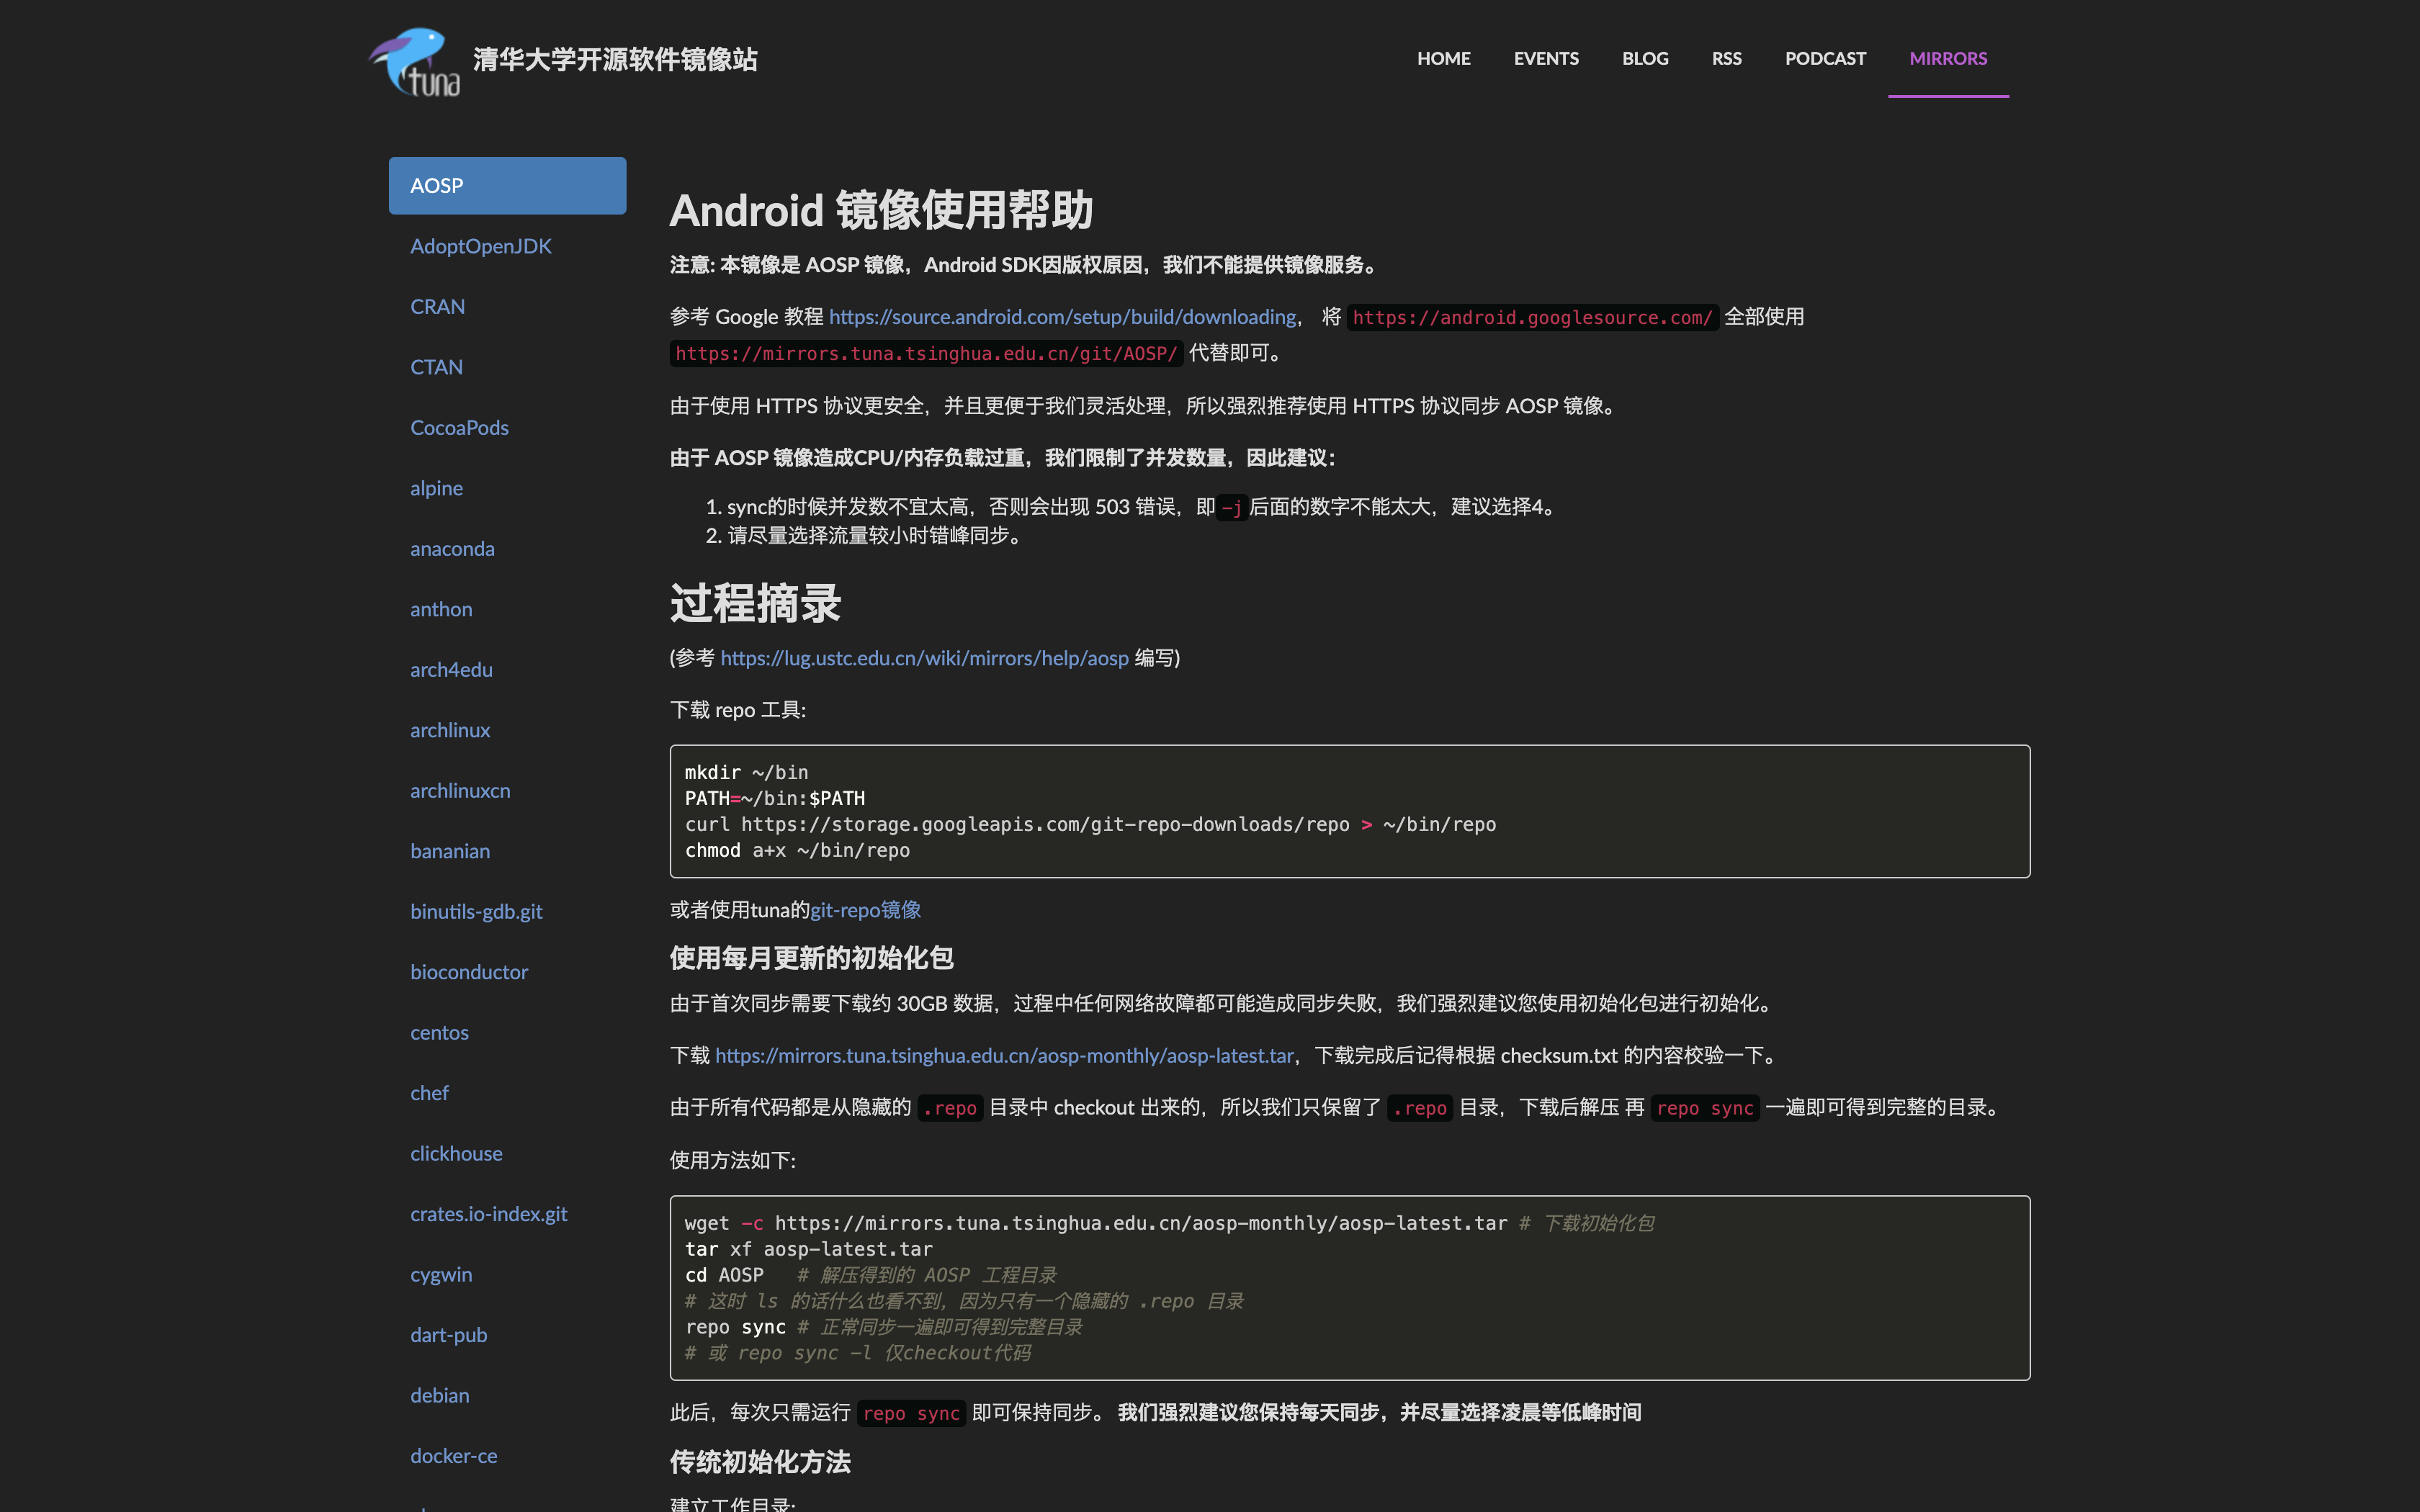 tuna
清华大学开源软件镜像站
HOME EVENTS BLOG RSS PODCAST MIRRORS
AOSP
AdoptOpenJDK
CRAN
CTAN
CocoaPods
alpine
anaconda
anthon
arch4edu
archlinux
archlinuxcn
bananian
binutils-gdb.git
bioconductor
centos
chef
clickhouse
crates.io-index.git
cygwin
dart-pub
debian
docker-ce
Android 镜像使用帮助
注意: 本镜像是 AOSP 镜像，Android SDK因版权原因，我们不能提供镜像服务。
参考 Google 教程 https://source.android.com/setup/build/downloading， 将 https://android.googlesource.com/ 全部使用
https://mirrors.tuna.tsinghua.edu.cn/git/AOSP/ 代替即可。
由于使用 HTTPS 协议更安全，并且更便于我们灵活处理，所以强烈推荐使用 HTTPS 协议同步 AOSP 镜像。
由于 AOSP 镜像造成CPU/内存负载过重，我们限制了并发数量，因此建议：
1. sync的时候并发数不宜太高，否则会出现 503 错误，即-j后面的数字不能太大，建议选择4。
2. 请尽量选择流量较小时错峰同步。
过程摘录
(参考 https://lug.ustc.edu.cn/wiki/mirrors/help/aosp 编写)
下载 repo 工具:
mkdir ~/bin
PATH=~/bin:$PATH
curl https://storage.googleapis.com/git-repo-downloads/repo > ~/bin/repo
chmod a+x ~/bin/repo
或者使用tuna的git-repo镜像
使用每月更新的初始化包
由于首次同步需要下载约 30GB 数据，过程中任何网络故障都可能造成同步失败，我们强烈建议您使用初始化包进行初始化。
下载 https://mirrors.tuna.tsinghua.edu.cn/aosp-monthly/aosp-latest.tar，下载完成后记得根据 checksum.txt 的内容校验一下。
由于所有代码都是从隐藏的 .repo 目录中 checkout 出来的，所以我们只保留了 .repo 目录，下载后解压 再 repo sync 一遍即可得到完整的目录。
使用方法如下:
wget -c https://mirrors.tuna.tsinghua.edu.cn/aosp-monthly/aosp-latest.tar # 下载初始化包
tar xf aosp-latest.tar
cd AOSP   # 解压得到的 AOSP 工程目录
# 这时 ls 的话什么也看不到，因为只有一个隐藏的 .repo 目录
repo sync # 正常同步一遍即可得到完整目录
# 或 repo sync -l 仅checkout代码
此后，每次只需运行 repo sync 即可保持同步。 我们强烈建议您保持每天同步，并尽量选择凌晨等低峰时间
传统初始化方法
建立工作目录: